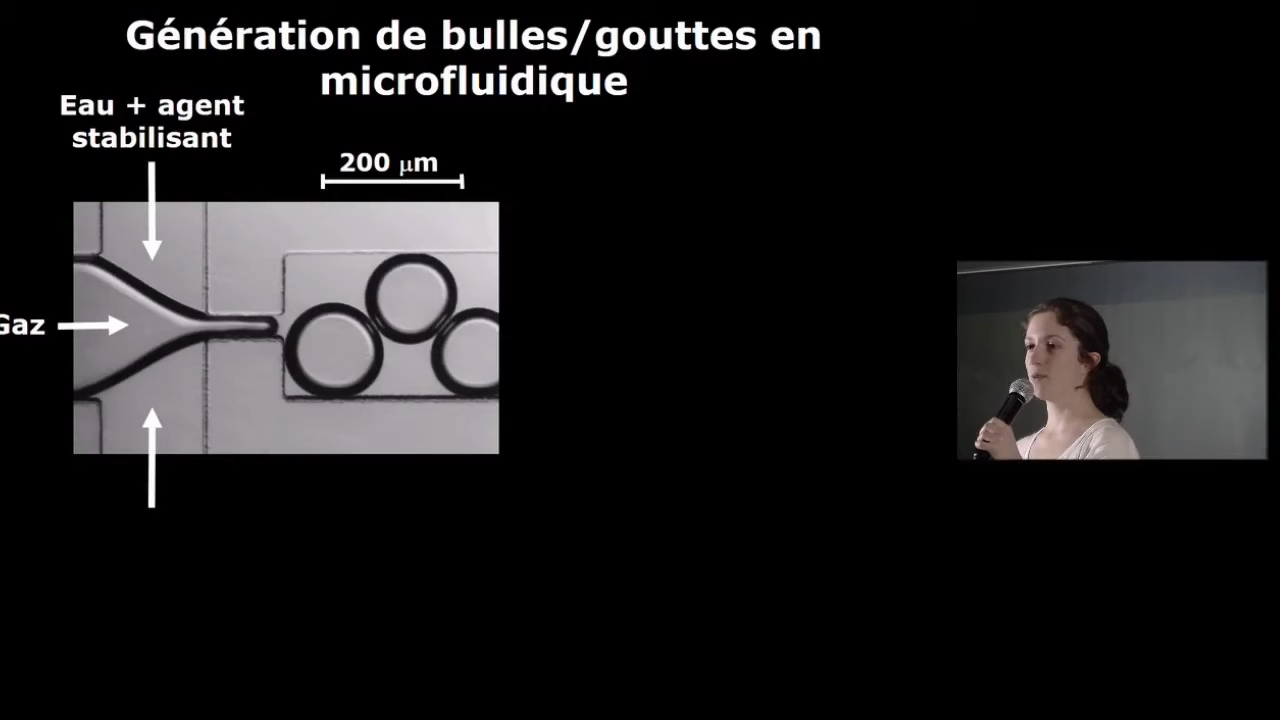 Génération de bulles/gouttes en
microfluidique
Eau + agent
stabilisant
200 μm
Gaz